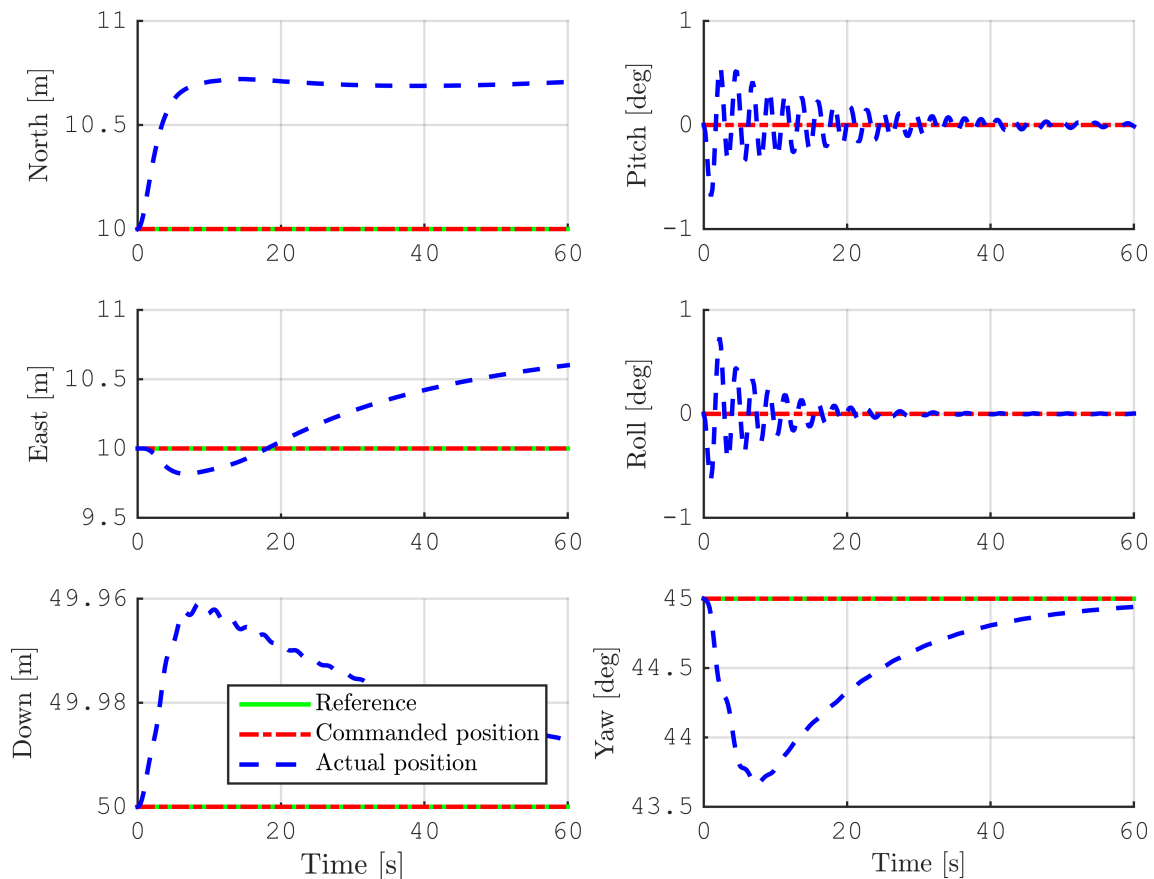 North [m]
11
10.5
10
0 20 40 60
Pitch [deg]
1
0
-1
0 20 40 60
East [m]
11
10.5
10
9.5
0 20 40 60
Roll [deg]
1
0
-1
0 20 40 60
Down [m]
49.96
49.98
50
Reference
Commanded position
Actual position
0 20 40 60
Time [s]
Yaw [deg]
45
44.5
44
43.5
0 20 40 60
Time [s]